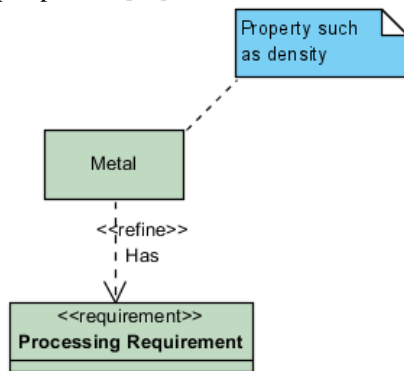 Property such
as density
Metal
<<refine>>
Has
<<requirement>>
Processing Requirement